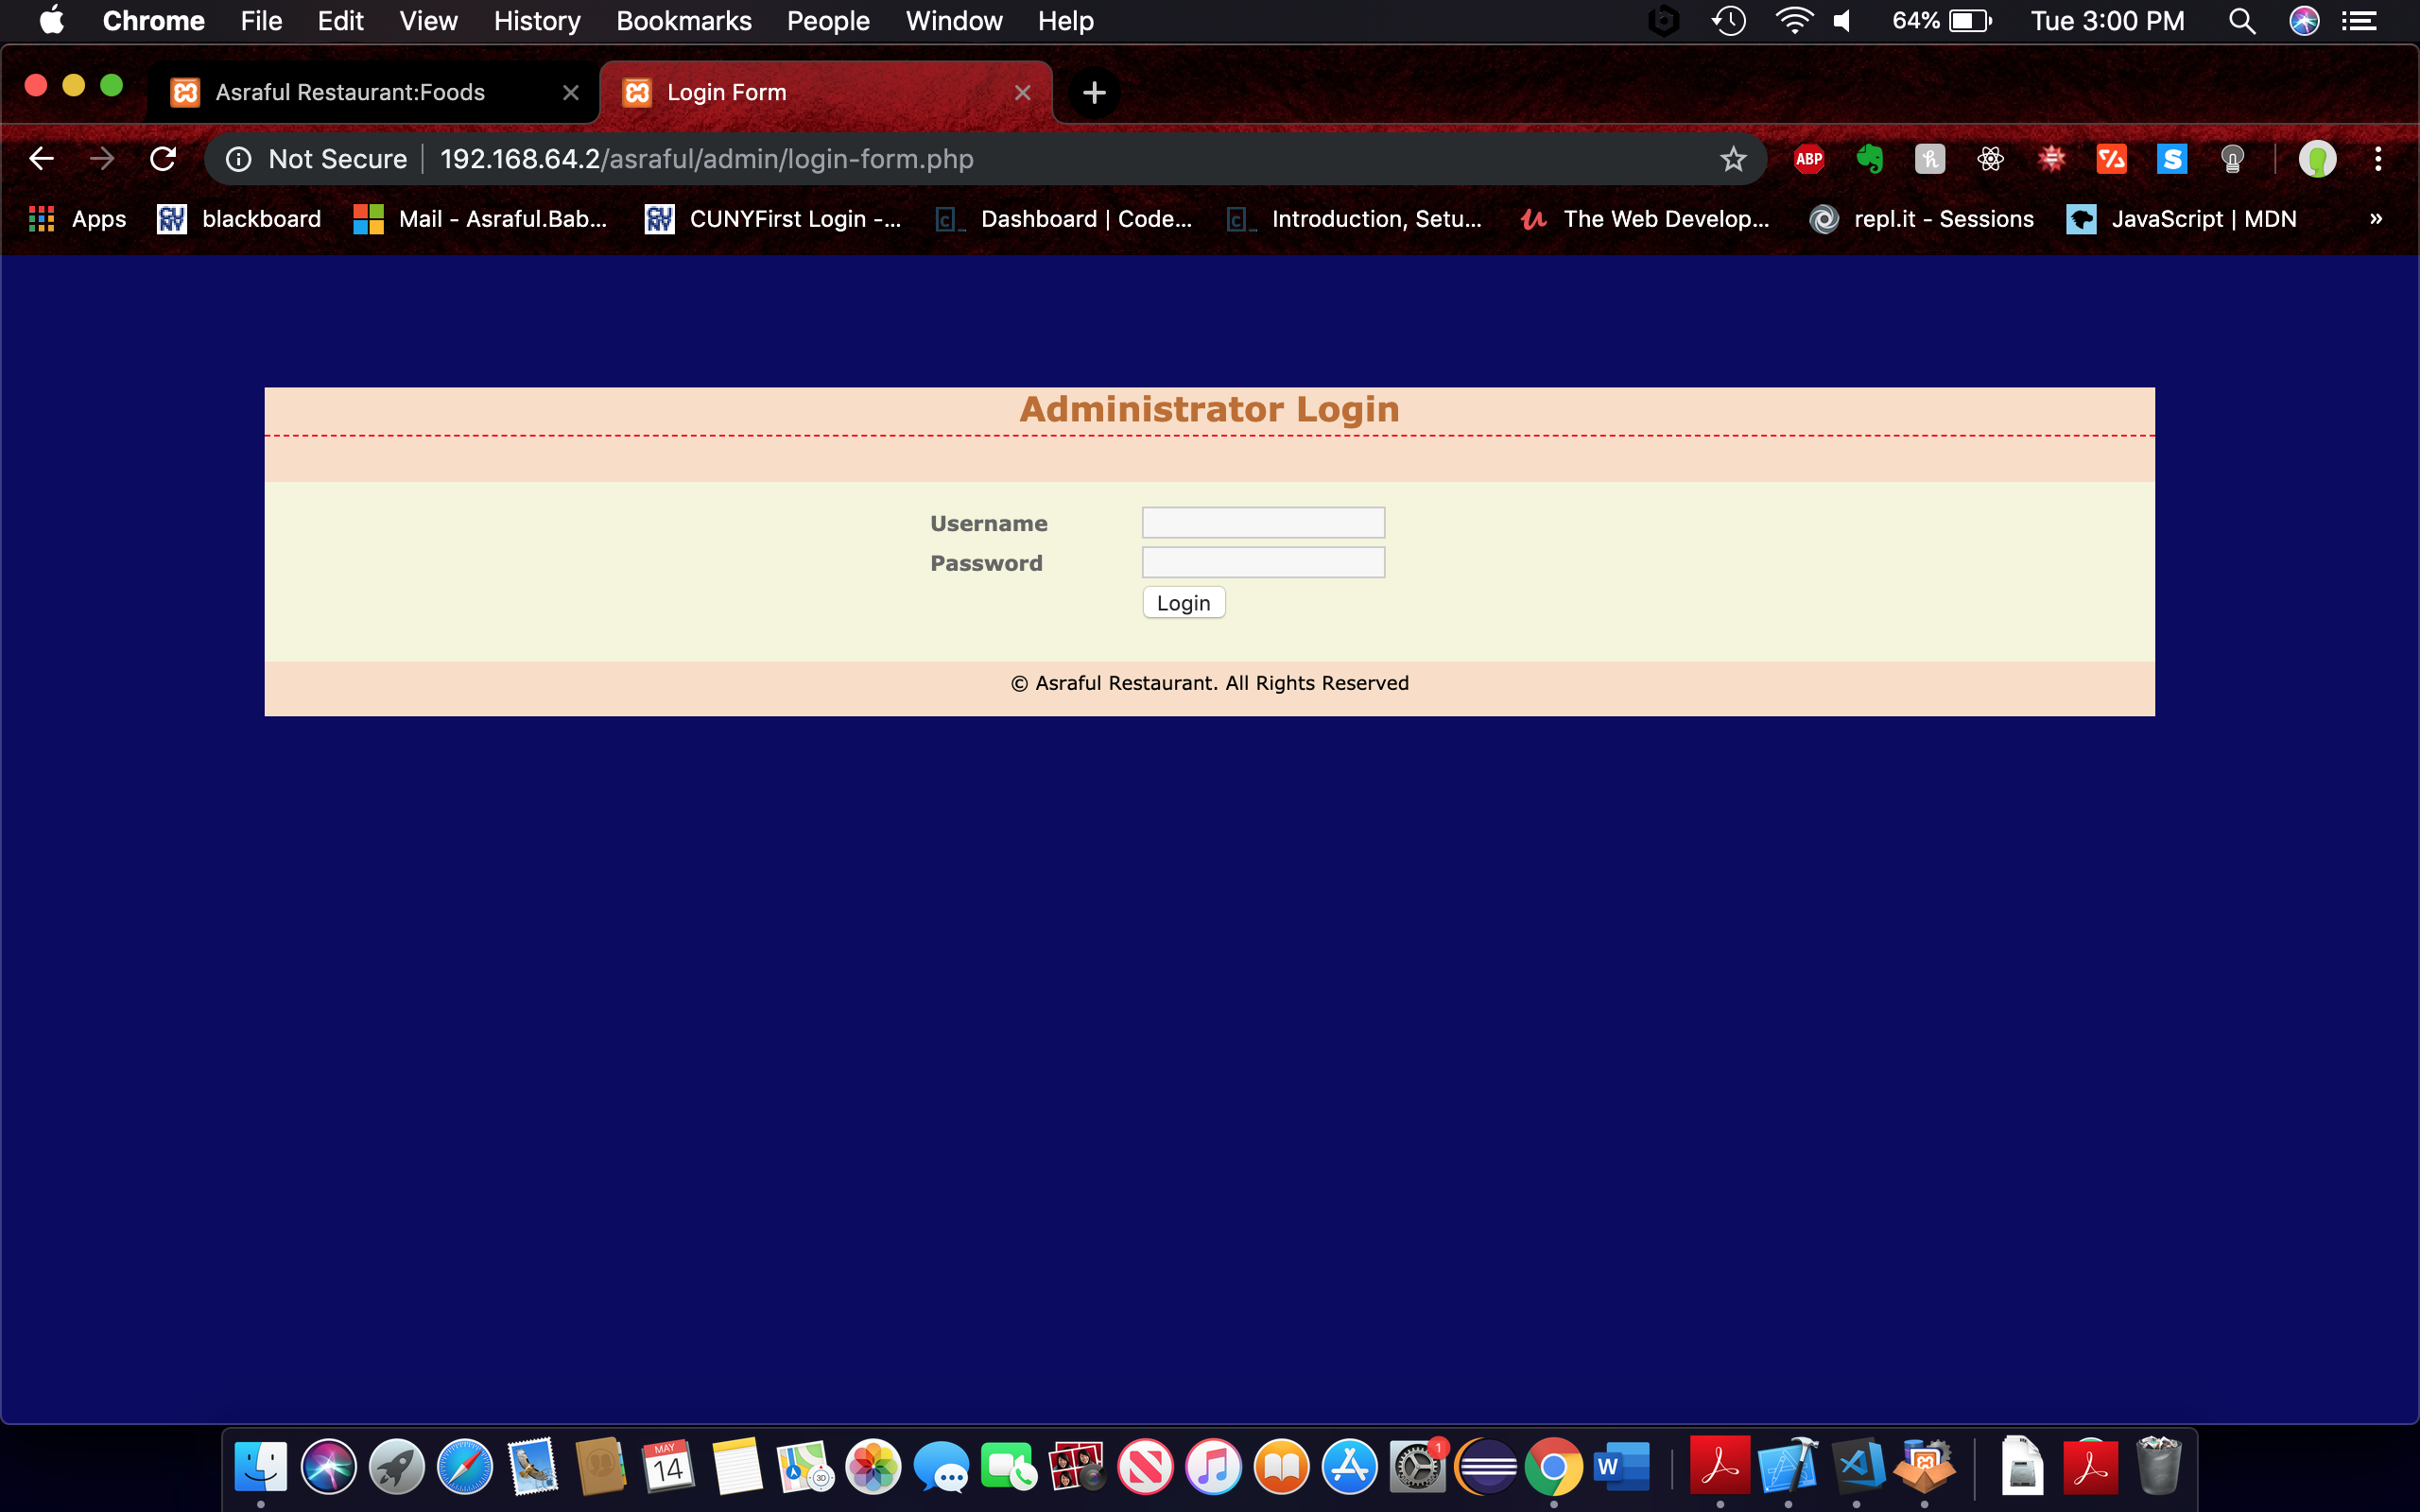 Chrome File Edit View History Bookmarks People Window Help 64% Tue 3:00 PM
Asraful Restaurant:Foods Login Form
Not Secure 192.168.64.2/asraful/admin/login-form.php ABP
Apps blackboard Mail - Asraful.Bab... CUNYFirst Login -... Dashboard | Code... Introduction, Setu... The Web Develop... repl.it - Sessions JavaScript | MDN »
Administrator Login
Username
Password
Login
© Asraful Restaurant. All Rights Reserved
MAY
14
3D
1
W